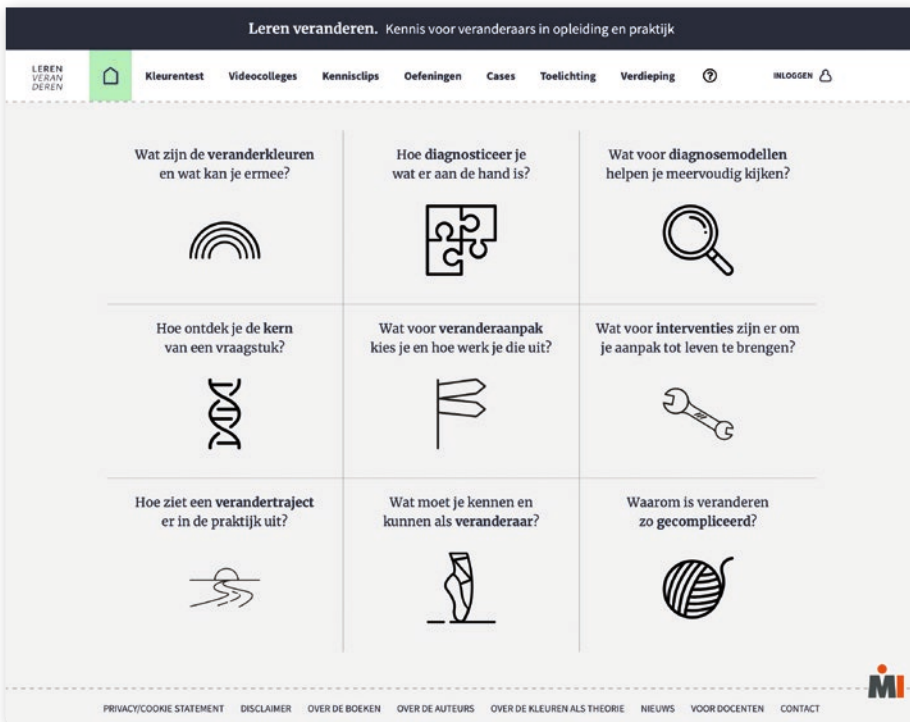 Leren veranderen. Kennis voor veranderaars in opleiding en praktijk
LEREN
VERAN
DEREN
Kleurentest Videocolleges Kennisclips Oefeningen Cases Toelichting Verdieping ? INLOGGEN
Wat zijn de veranderkleuren
en wat kan je ermee?
Hoe diagnosticeer je
wat er aan de hand is?
Wat voor diagnosemodellen
helpen je meervoudig kijken?
Hoe ontdek je de kern
van een vraagstuk?
Wat voor veranderaanpak
kies je en hoe werk je die uit?
Wat voor interventies zijn er om
je aanpak tot leven te brengen?
Hoe ziet een verandertraject
er in de praktijk uit?
Wat moet je kennen en
kunnen als veranderaar?
Waarom is veranderen
zo gecompliceerd?
MI
PRIVACY/COOKIE STATEMENT DISCLAIMER OVER DE BOEKEN OVER DE AUTEURS OVER DE KLEUREN ALS THEORIE NIEUWS VOOR DOCENTEN CONTACT